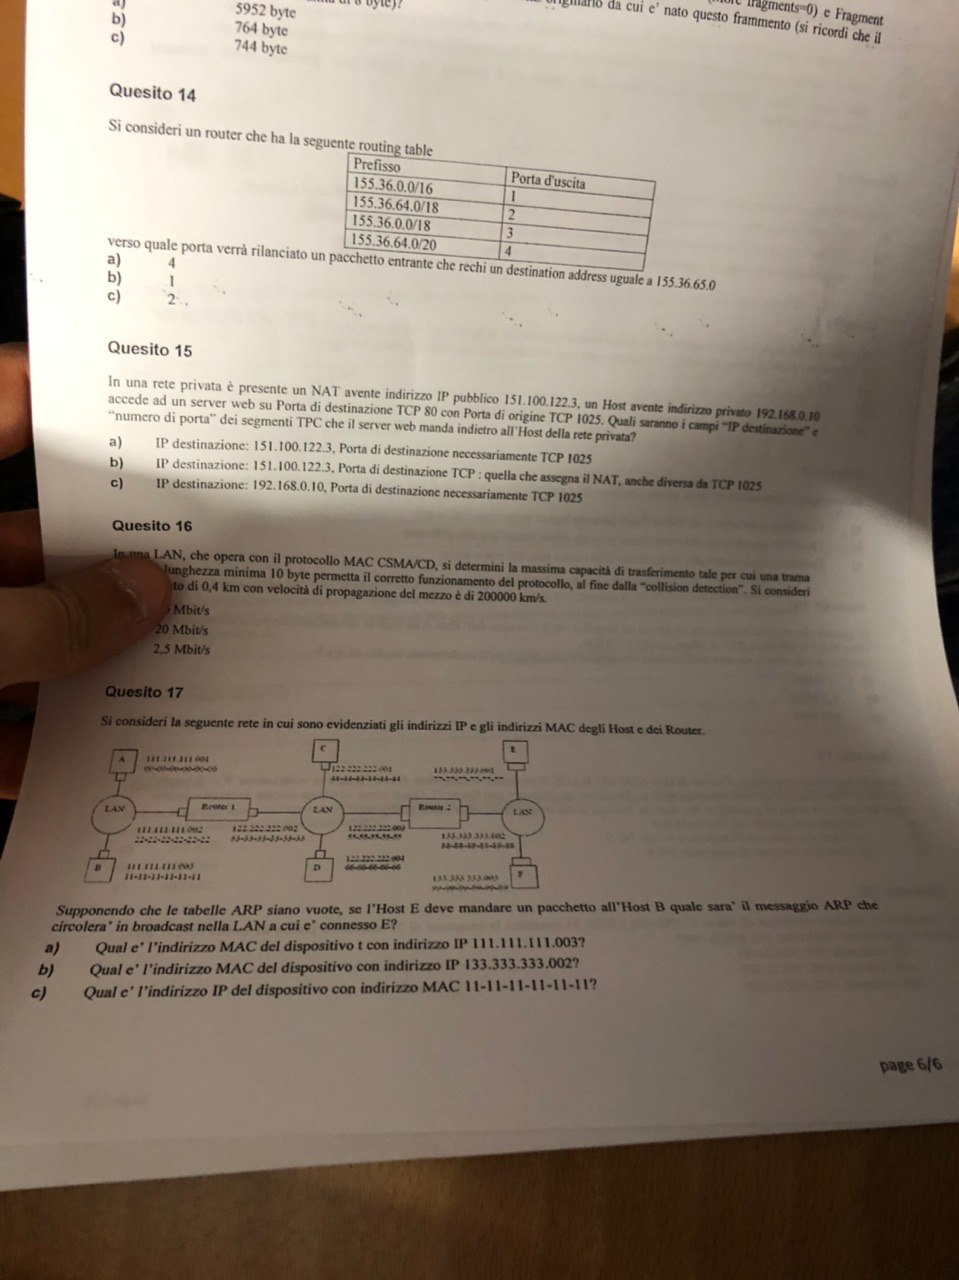 a)
5952 byte
b)
764 byte
c)
744 byte
fragments=0) e Fragment
da cui e' nato questo frammento (si ricordi che il
Quesito 14
Si consideri un router che ha la seguente routing table
Prefisso Porta d'uscita
155.36.0.0/16 1
155.36.64.0/18 2
155.36.0.0/18 3
155.36.64.0/20 4
verso quale porta verrà rilanciato un pacchetto entrante che rechi un destination address uguale a 155.36.65.0
a) 4
b) 1
c) 2
Quesito 15
In una rete privata è presente un NAT avente indirizzo IP pubblico 151.100.122.3, un Host avente indirizzo privato 192.168.0.10
accede ad un server web su Porta di destinazione TCP 80 con Porta di origine TCP 1025. Quali saranno i campi "IP destinazione" e
"numero di porta" dei segmenti TPC che il server web manda indietro all'Host della rete privata?
a) IP destinazione: 151.100.122.3, Porta di destinazione necessariamente TCP 1025
b) IP destinazione: 151.100.122.3, Porta di destinazione TCP : quella che assegna il NAT, anche diversa da TCP 1025
c) IP destinazione: 192.168.0.10, Porta di destinazione necessariamente TCP 1025
Quesito 16
In una LAN, che opera con il protocollo MAC CSMA/CD, si determini la massima capacità di trasferimento tale per cui una trama
lunghezza minima 10 byte permetta il corretto funzionamento del protocollo, al fine dalla "collision detection". Si consideri
di 0,4 km con velocità di propagazione del mezzo è di 200000 km/s.
Mbit/s
20 Mbit/s
2,5 Mbit/s
Quesito 17
Si consideri la seguente rete in cui sono evidenziati gli indirizzi IP e gli indirizzi MAC degli Host e dei Router.
A 111.111.111.001
00-00-00-00-00-00
C
122.222.222.001
44-44-44-44-44-44
E
133.333.333.001
LAN
Router 1
LAN
Router 2
LAN
111.111.111.002
22-22-22-22-22-22
122.222.222.002
33-33-33-33-33-33
122.222.222.003
55-55-55-55-55
133.333.333.002
88-88-88-88-88-88
B 111.111.111.003
11-11-11-11-11-11
D
122.222.222.004
66-66-66-66-66
133.333.333.003
F
Supponendo che le tabelle ARP siano vuote, se l'Host E deve mandare un pacchetto all'Host B quale sara' il messaggio ARP che
circolera' in broadcast nella LAN a cui e' connesso E?
a) Qual e' l'indirizzo MAC del dispositivo t con indirizzo IP 111.111.111.003?
b) Qual e' l'indirizzo MAC del dispositivo con indirizzo IP 133.333.333.002?
c) Qual e' l'indirizzo IP del dispositivo con indirizzo MAC 11-11-11-11-11-11?
page 6/6